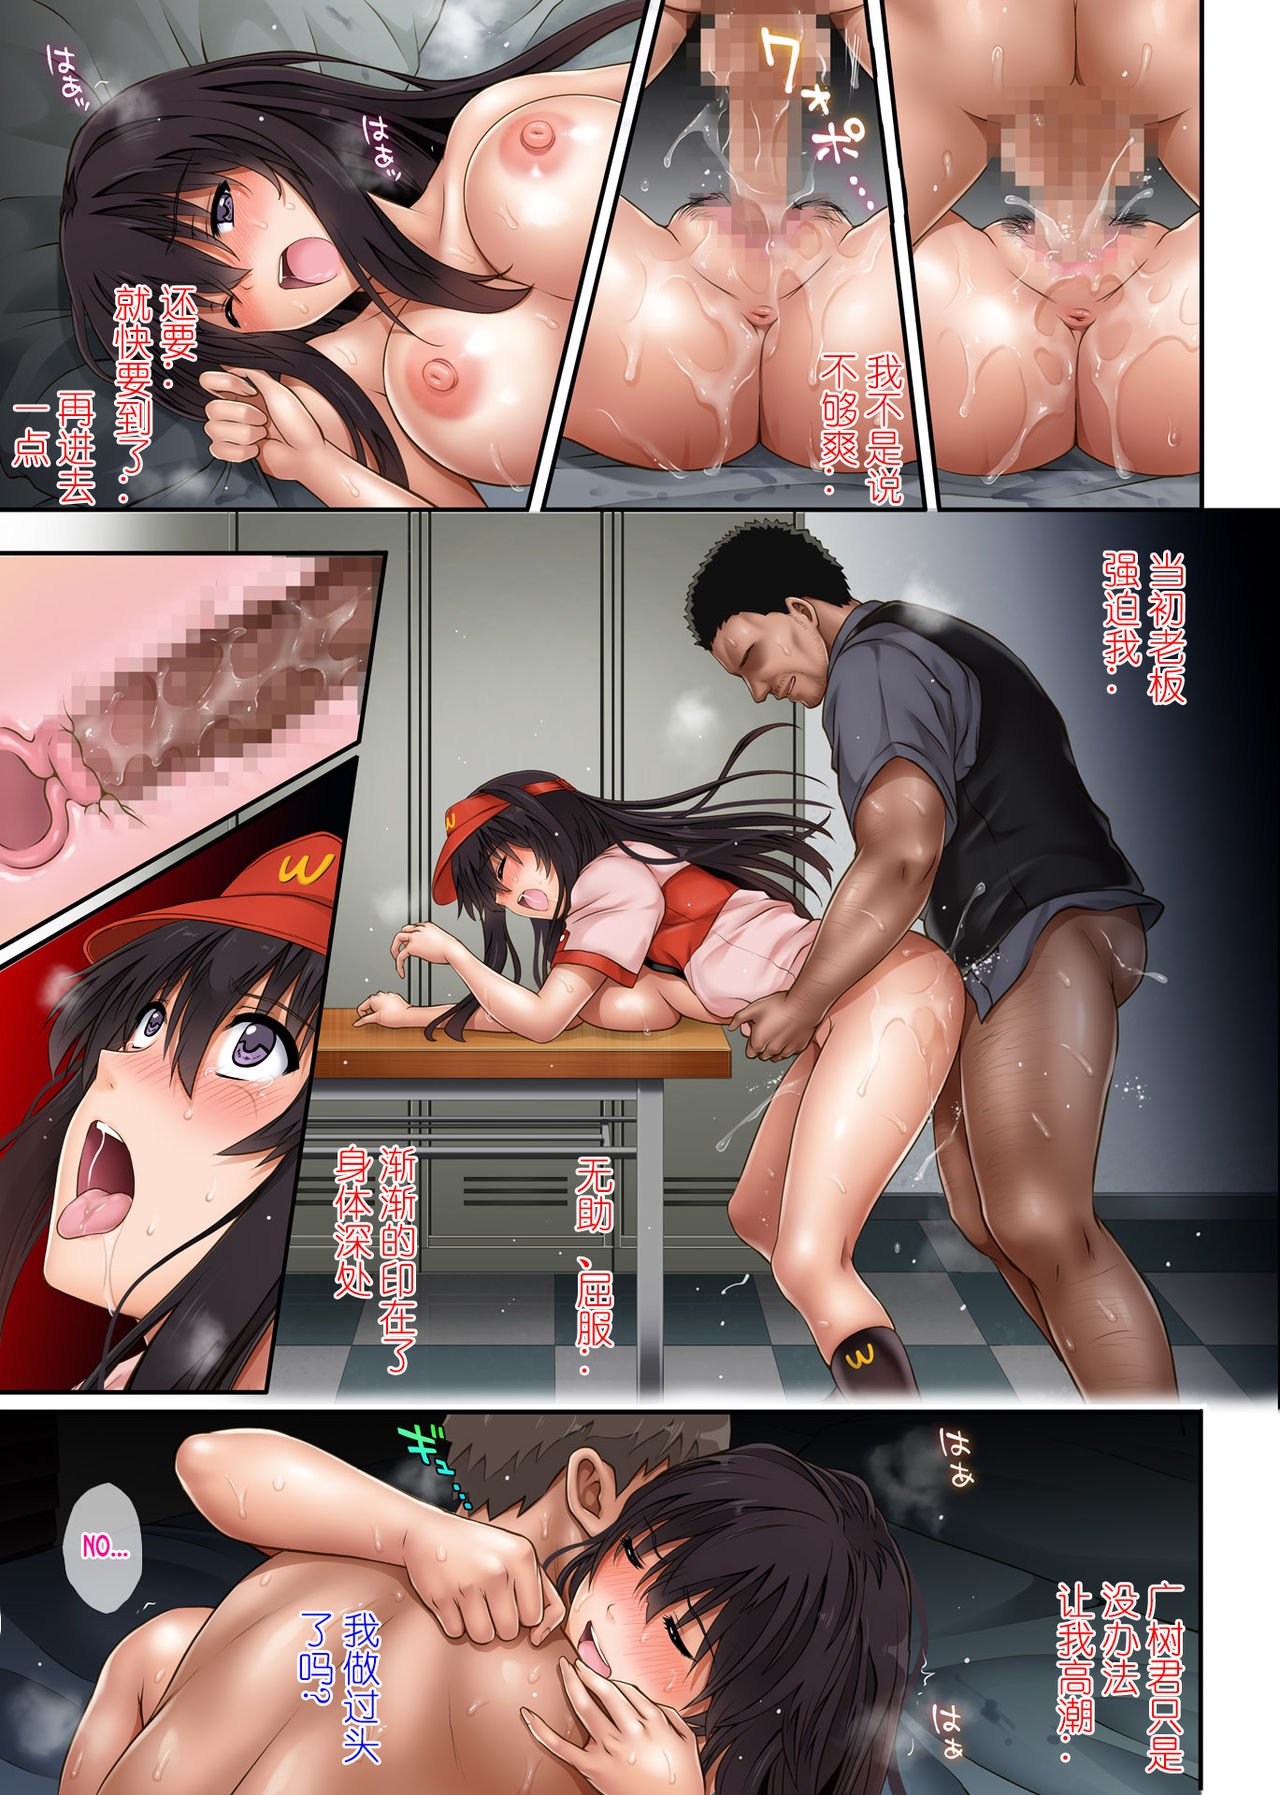 ワォポ…
我不是说
不够爽‥
はぁッ
はぁッ
还要‥
就快要到了‥
再进去
一点
当初老板
强迫我‥
无助、屈服‥
渐渐的印在了
身体深处
W
W
W
广树君只是
没办法
让我高潮‥
はぁ
はぁ
ギュ…
我做过头
了吗?
NO...